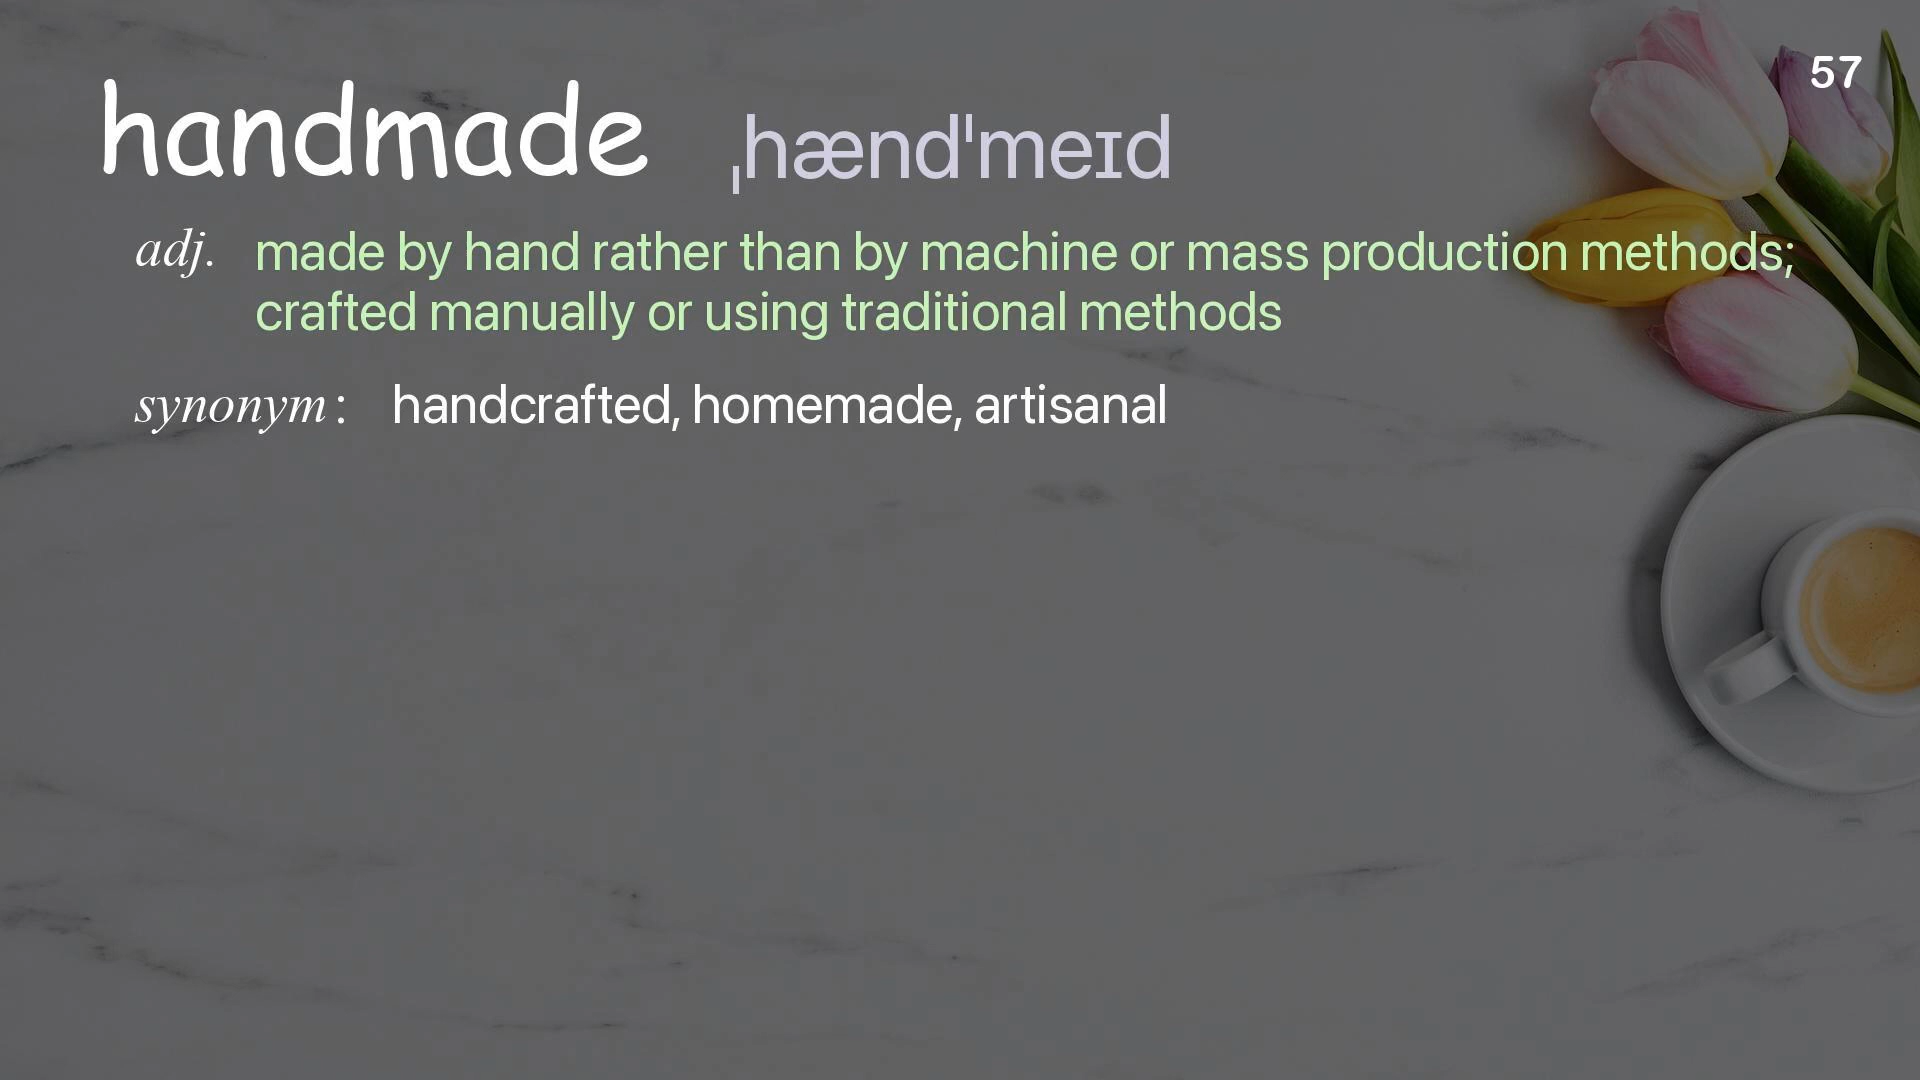 57
handmade ˌhændˈmeɪd
adj. made by hand rather than by machine or mass production methods;
crafted manually or using traditional methods
synonym : handcrafted, homemade, artisanal